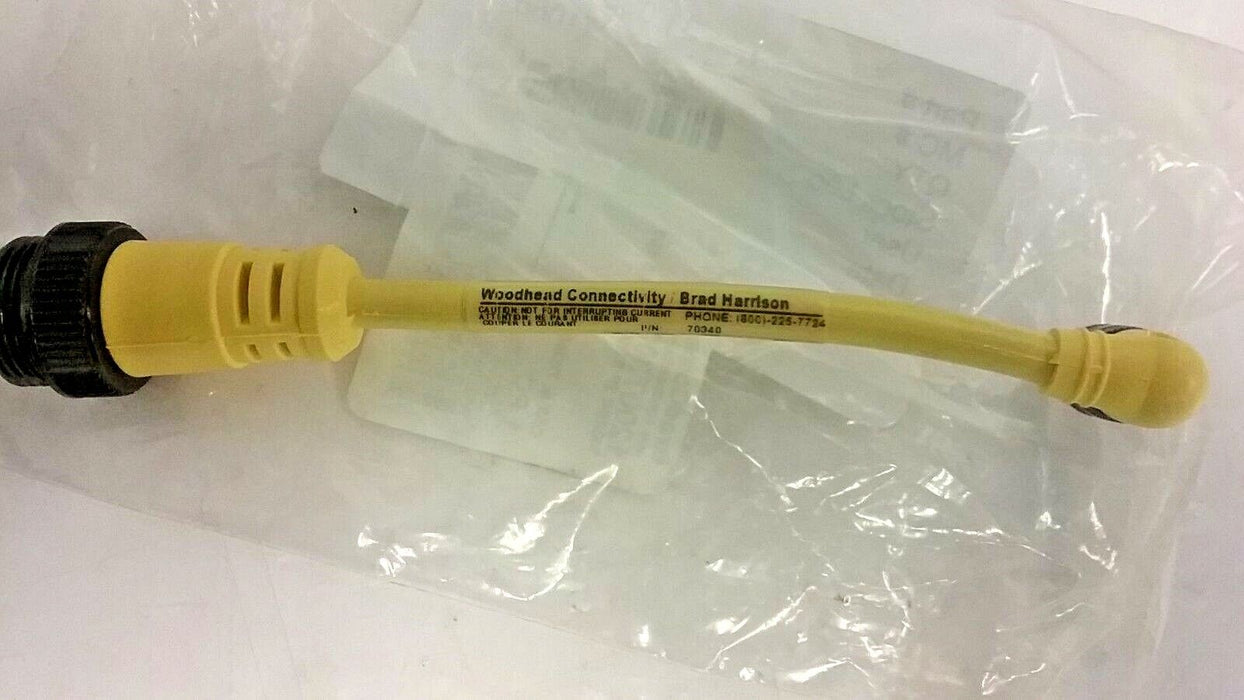 Woodhead Connectivity / Brad Harrison
CAUTION: NOT FOR INTERRUPTING CURRENT
ATTENTION: NE PAS UTILISER POUR
COUPER LE COURANT
PHONE: (800)-225-7724
P/N 70340